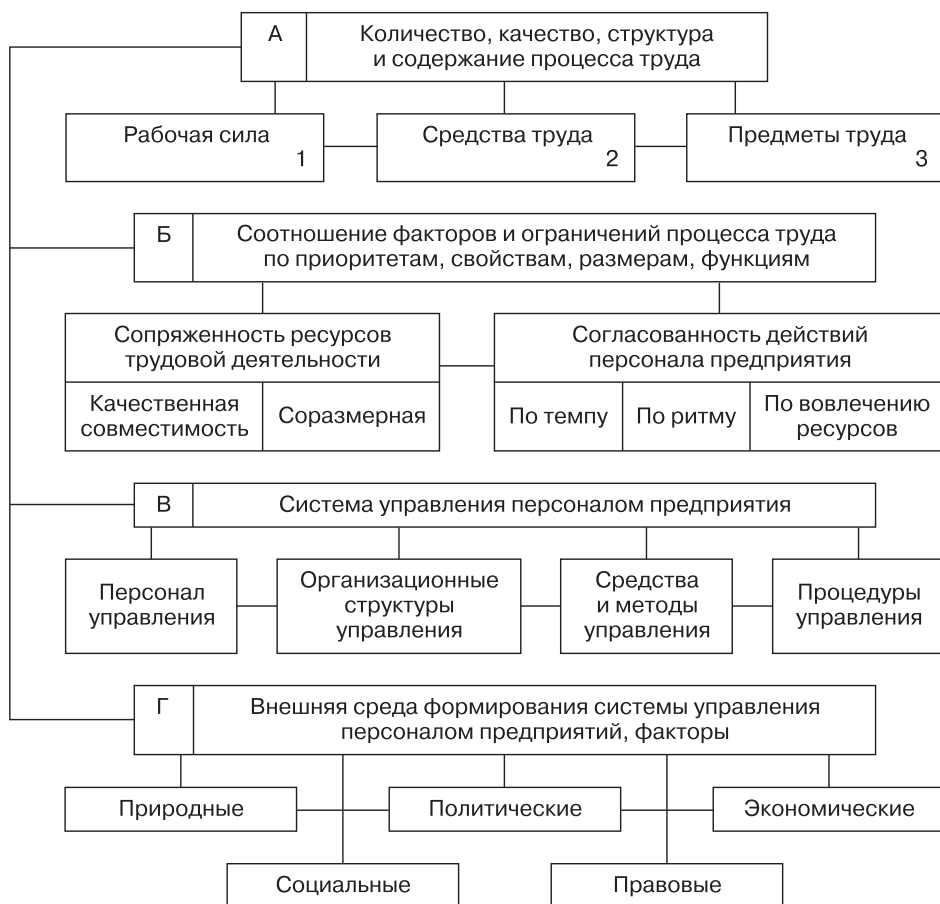 А
Количество, качество, структура
и содержание процесса труда
Рабочая сила
1
Средства труда
2
Предметы труда
3
Б
Соотношение факторов и ограничений процесса труда
по приоритетам, свойствам, размерам, функциям
Сопряженность ресурсов
трудовой деятельности
Согласованность действий
персонала предприятия
Качественная
совместимость
Соразмерная
По темпу
По ритму
По вовлечению
ресурсов
В
Система управления персоналом предприятия
Персонал
управления
Организационные
структуры
управления
Средства
и методы
управления
Процедуры
управления
Г
Внешняя среда формирования системы управления
персоналом предприятий, факторы
Природные
Политические
Экономические
Социальные
Правовые